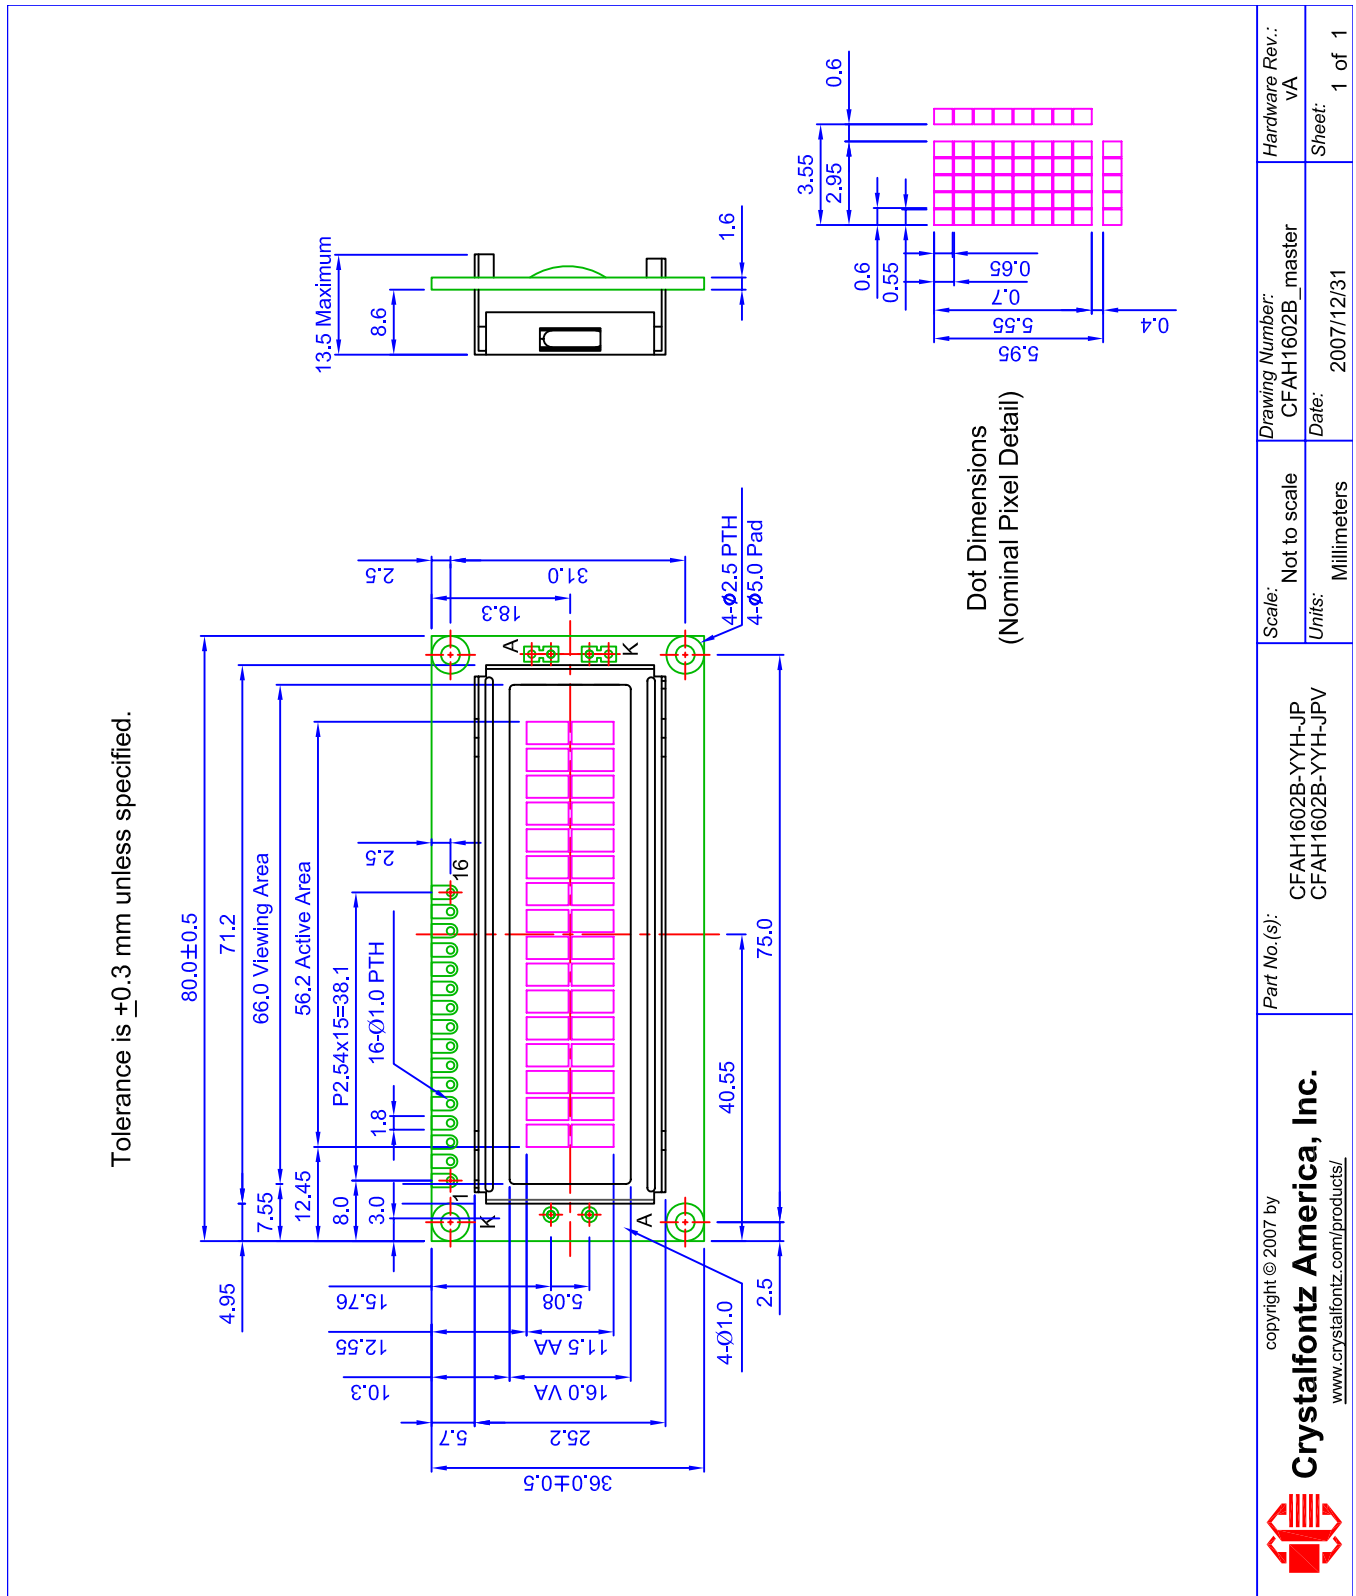 Tolerance is ±0.3 mm unless specified.
80.0±0.5
71.2
66.0 Viewing Area
56.2 Active Area
P2.54x15=38.1
16-Ø1.0 PTH
1.8
2.5
16
1
4.95
7.55
12.45
8.0
3.0
K
A
A
K
2.5
18.3
31.0
4-Ø2.5 PTH
4-Ø5.0 Pad
75.0
40.55
2.5
4-Ø1.0
15.76
5.08
12.55
11.5 AA
10.3
16.0 VA
5.7
25.2
36.0±0.5
13.5 Maximum
8.6
1.6
0.6
3.55
2.95
0.6
0.55
0.65
0.7
5.55
5.95
0.4
Dot Dimensions
(Nominal Pixel Detail)
copyright © 2007 by
Crystalfontz America, Inc.
www.crystalfontz.com/products/
Part No.(s):
CFAH1602B-YYH-JP
CFAH1602B-YYH-JPV
Scale:
Not to scale
Units:
Millimeters
Drawing Number:
CFAH1602B_master
Date:
2007/12/31
Hardware Rev.:
vA
Sheet:
1 of 1